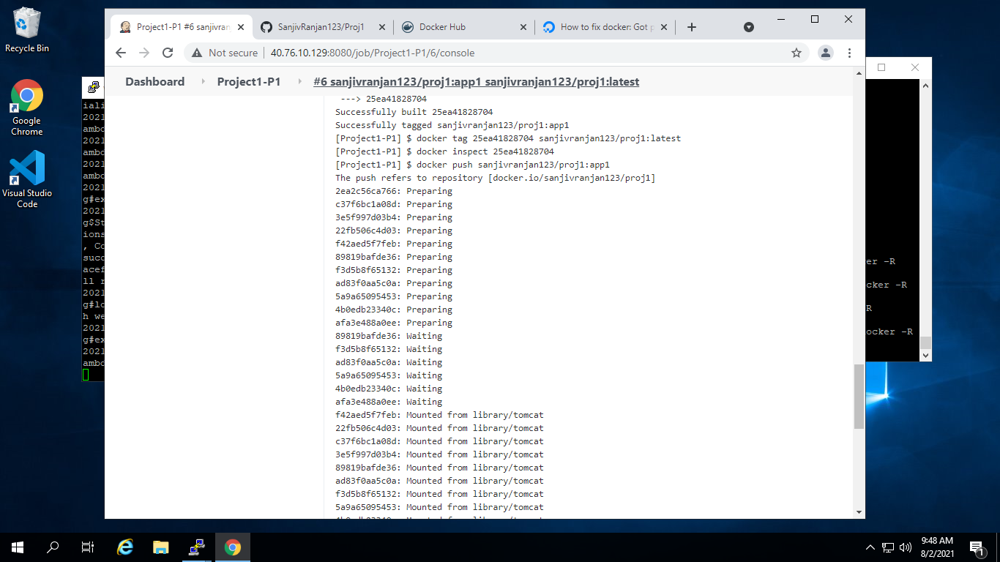 Recycle Bin
Google
Chrome
Visual Studio
Code
Project1-P1 #6 sanjivran
SanjivRanjan123/Proj1
Docker Hub
How to fix docker: Got p
Not secure
40.76.10.129:8080/job/Project1-P1/6/console
Dashboard
Project1-P1
#6 sanjivranjan123/proj1:app1 sanjivranjan123/proj1:latest
---> 25ea41828704
Successfully built 25ea41828704
Successfully tagged sanjivranjan123/proj1:app1
[Project1-P1] $ docker tag 25ea41828704 sanjivranjan123/proj1:latest
[Project1-P1] $ docker inspect 25ea41828704
[Project1-P1] $ docker push sanjivranjan123/proj1:app1
The push refers to repository [docker.io/sanjivranjan123/proj1]
2ea2c56ca766: Preparing
c37f6bc1a08d: Preparing
3e5f997d03b4: Preparing
22fb506c4d03: Preparing
f42aed5f7feb: Preparing
89819bafde36: Preparing
f3d5b8f65132: Preparing
ad83f0aa5c0a: Preparing
5a9a65095453: Preparing
4b0edb23340c: Preparing
afa3e488a0ee: Preparing
89819bafde36: Waiting
f3d5b8f65132: Waiting
ad83f0aa5c0a: Waiting
5a9a65095453: Waiting
4b0edb23340c: Waiting
afa3e488a0ee: Waiting
f42aed5f7feb: Mounted from library/tomcat
22fb506c4d03: Mounted from library/tomcat
c37f6bc1a08d: Mounted from library/tomcat
3e5f997d03b4: Mounted from library/tomcat
89819bafde36: Mounted from library/tomcat
ad83f0aa5c0a: Mounted from library/tomcat
f3d5b8f65132: Mounted from library/tomcat
5a9a65095453: Mounted from library/tomcat
iali
2021
ambo
2021
ambo
2021
ambo
2021
g#ex
2021
g$St
ions
, Co
succ
acef
ll r
2021
g#lo
h we
2021
g#ex
2021
ambo
er -R
cker -R
R
ocker -R
9:48 AM
8/2/2021
1